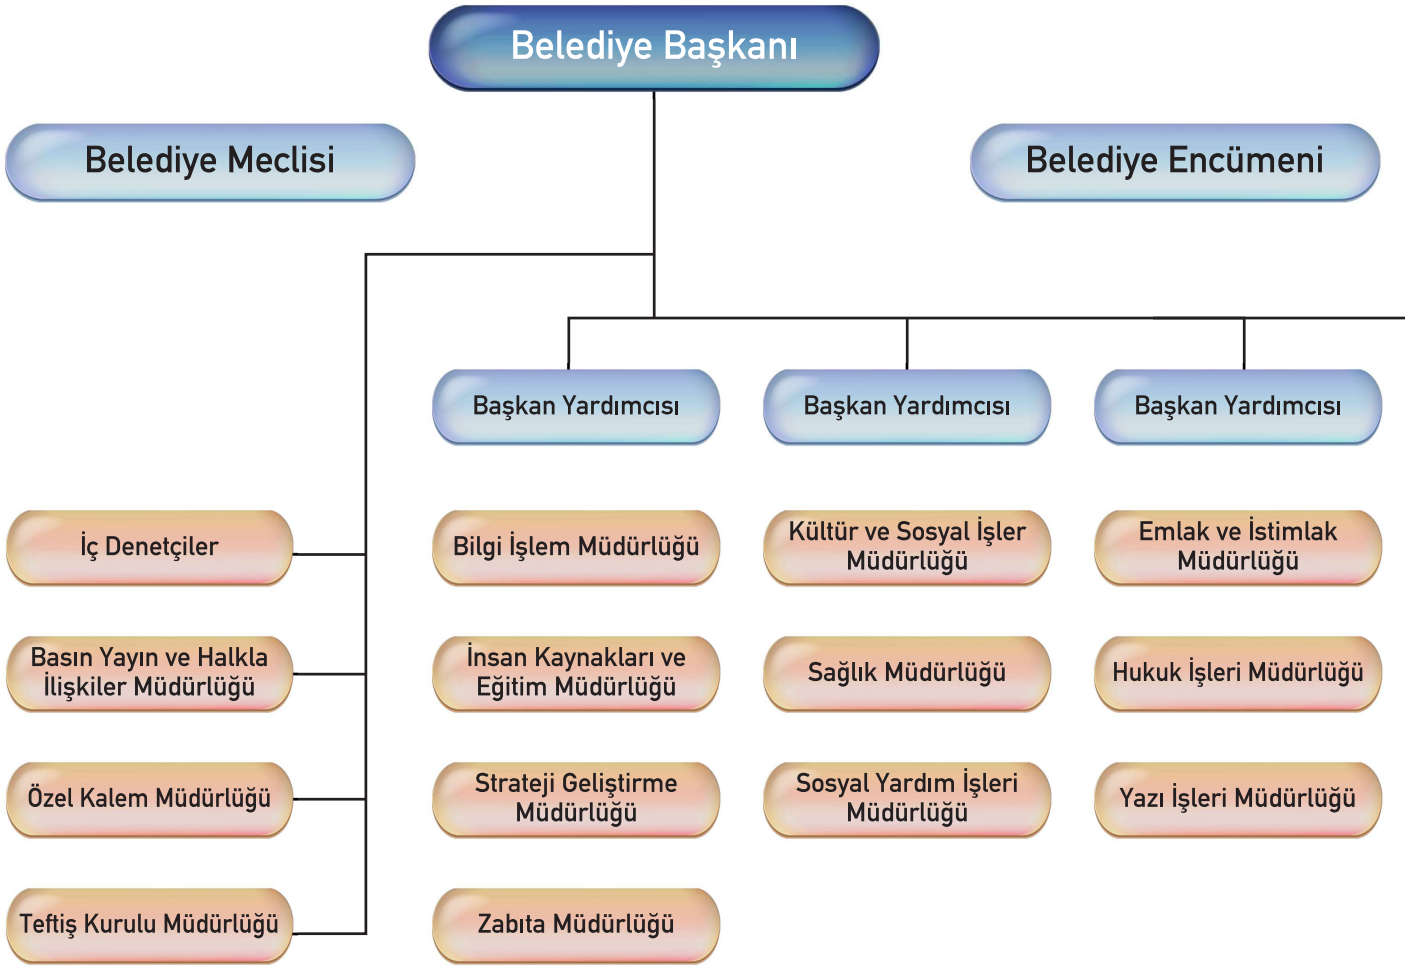 Belediye Başkanı
Belediye Meclisi
Belediye Encümeni
Başkan Yardımcısı
Başkan Yardımcısı
Başkan Yardımcısı
İç Denetçiler
Basın Yayın ve Halkla
İlişkiler Müdürlüğü
Özel Kalem Müdürlüğü
Teftiş Kurulu Müdürlüğü
Bilgi İşlem Müdürlüğü
İnsan Kaynakları ve
Eğitim Müdürlüğü
Strateji Geliştirme
Müdürlüğü
Zabıta Müdürlüğü
Kültür ve Sosyal İşler
Müdürlüğü
Sağlık Müdürlüğü
Sosyal Yardım İşleri
Müdürlüğü
Emlak ve İstimlak
Müdürlüğü
Hukuk İşleri Müdürlüğü
Yazı İşleri Müdürlüğü